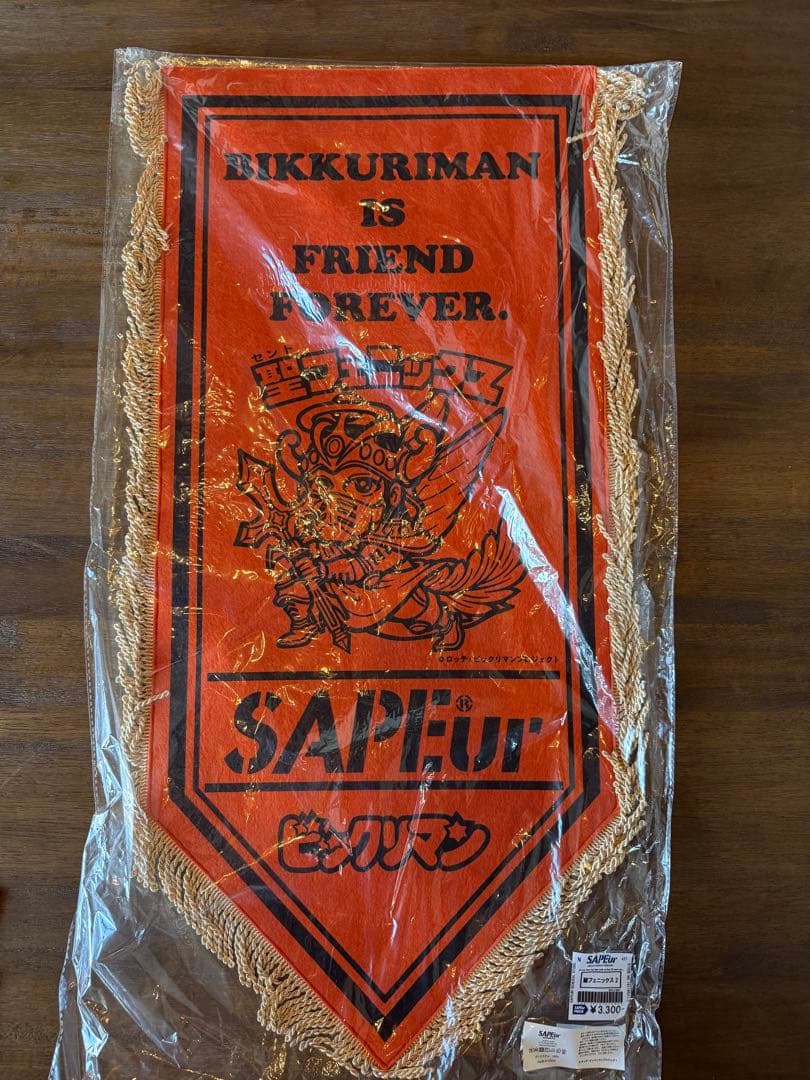 BIKKURIMAN
IS
FRIEND
FOREVER.
セント
聖フェニックス
©ロッテ・ビックリマンプロジェクト
SAPEur®
ビックリマン
SAPEur
聖フェニックス 2
¥3,300
SAPEur